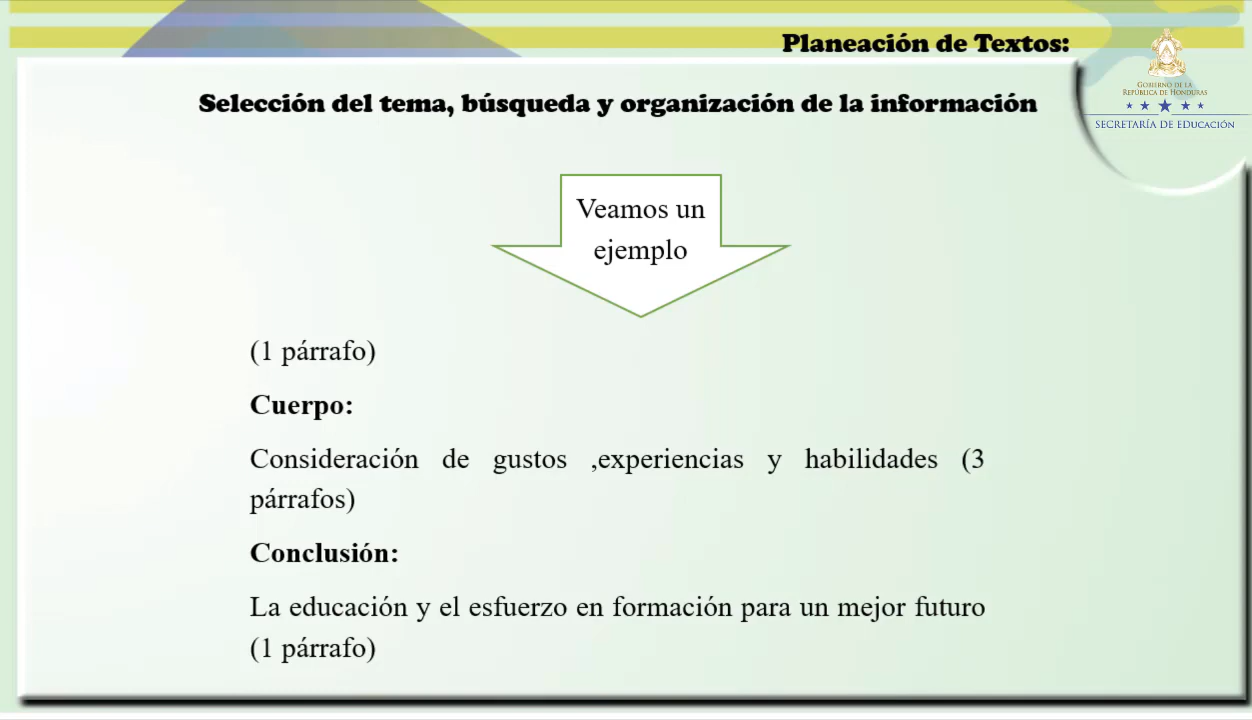 Planeación de Textos:
Selección del tema, búsqueda y organización de la información
GOBIERNO DE LA
REPÚBLICA DE HONDURAS
SECRETARÍA DE EDUCACIÓN
Veamos un
ejemplo
(1 párrafo)
Cuerpo:
Consideración de gustos ,experiencias y habilidades (3
párrafos)
Conclusión:
La educación y el esfuerzo en formación para un mejor futuro
(1 párrafo)